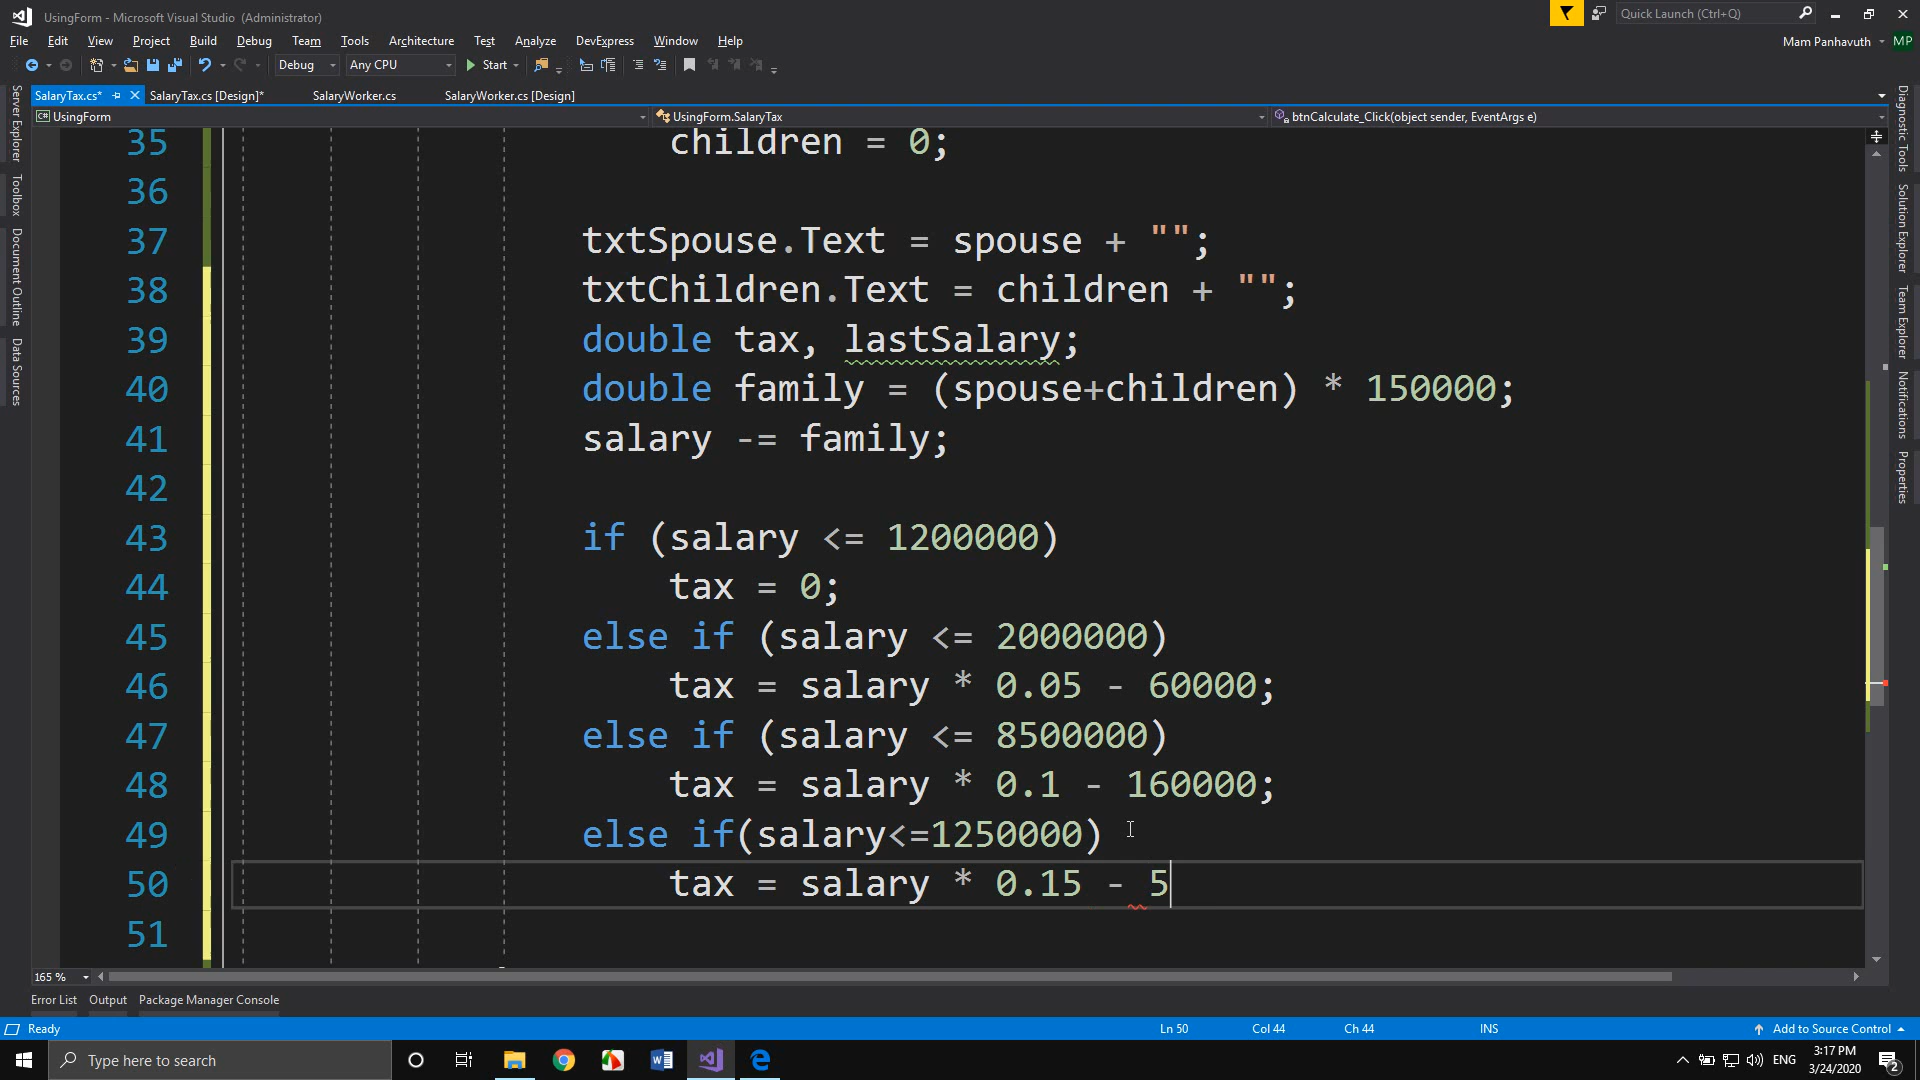 UsingForm - Microsoft Visual Studio (Administrator)
Quick Launch (Ctrl+Q)
File Edit View Project Build Debug Team Tools Architecture Test Analyze DevExpress Window Help
Mam Panhavuth MP
Debug Any CPU Start
SalaryTax.cs* SalaryTax.cs [Design]* SalaryWorker.cs SalaryWorker.cs [Design]
C# UsingForm UsingForm.SalaryTax btnCalculate_Click(object sender, EventArgs e)
Server Explorer
Toolbox
Document Outline
Data Sources
35 children = 0;
36
37 txtSpouse.Text = spouse + "";
38 txtChildren.Text = children + "";
39 double tax, lastSalary;
40 double family = (spouse+children) * 150000;
41 salary -= family;
42
43 if (salary <= 1200000)
44 tax = 0;
45 else if (salary <= 2000000)
46 tax = salary * 0.05 - 60000;
47 else if (salary <= 8500000)
48 tax = salary * 0.1 - 160000;
49 else if(salary<=1250000)
50 tax = salary * 0.15 - 5
51
Diagnostic Tools
Solution Explorer
Team Explorer
Notifications
Properties
165 %
Error List Output Package Manager Console
Ready Ln 50 Col 44 Ch 44 INS Add to Source Control
Type here to search
ENG
3:17 PM
3/24/2020
2